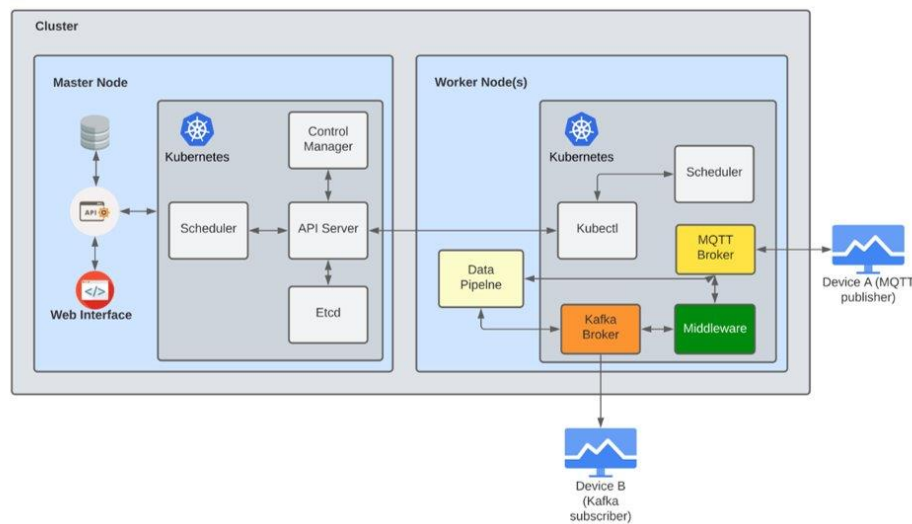 Cluster
Master Node
Kubernetes
Control
Manager
API
Scheduler
API Server
Web Interface
Etcd
Worker Node(s)
Kubernetes
Scheduler
Kubectl
MQTT
Broker
Data
Pipelne
Kafka
Broker
Middleware
Device A (MQTT
publisher)
Device B
(Kafka
subscriber)